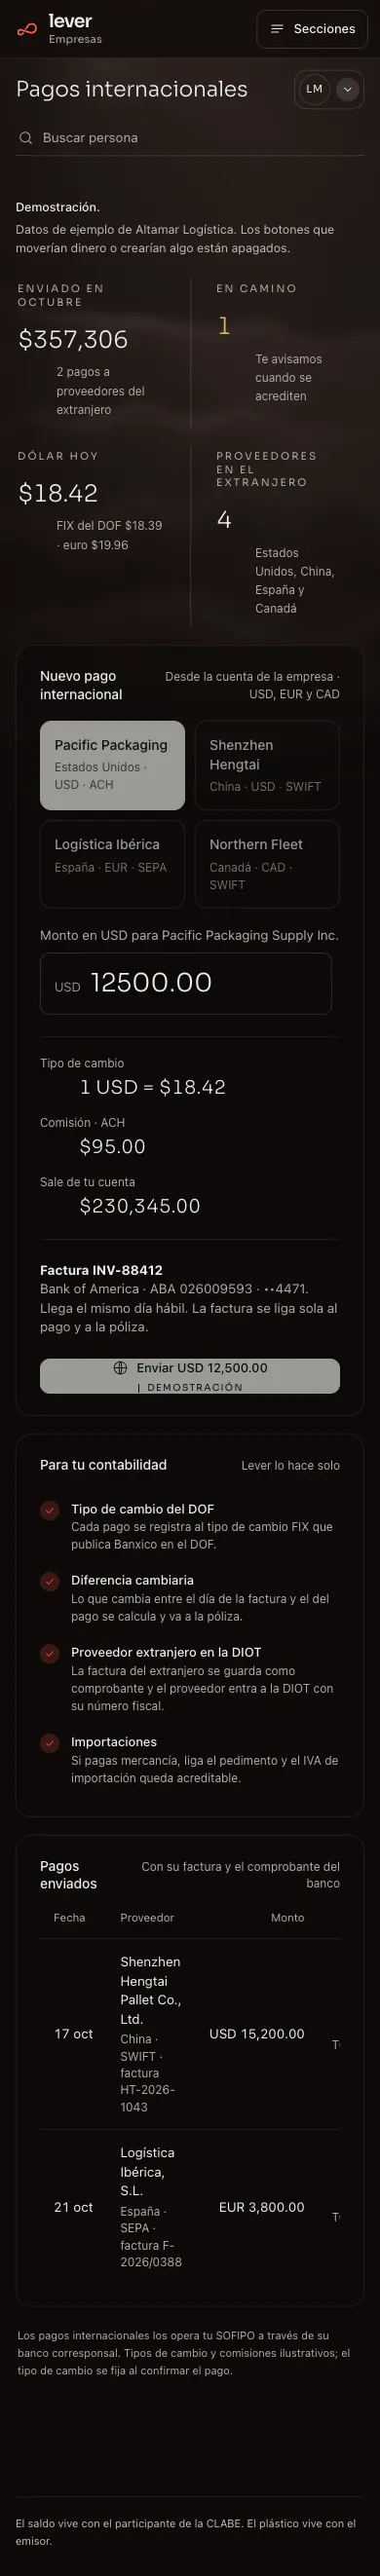 lever
Empresas
Secciones
Pagos internacionales
LM
Buscar persona
Demostración.
Datos de ejemplo de Altamar Logística. Los botones que
moverían dinero o crearían algo están apagados.
ENVIADO EN
OCTUBRE
$357,306
2 pagos a
proveedores del
extranjero
EN CAMINO
1
Te avisamos
cuando se
acrediten
DÓLAR HOY
$18.42
FIX del DOF $18.39
· euro $19.96
PROVEEDORES
EN EL
EXTRANJERO
4
Estados
Unidos, China,
España y
Canadá
Nuevo pago
internacional
Desde la cuenta de la empresa ·
USD, EUR y CAD
Pacific Packaging
Estados Unidos ·
USD · ACH
Shenzhen
Hengtai
China · USD · SWIFT
Logística Ibérica
España · EUR · SEPA
Northern Fleet
Canadá · CAD ·
SWIFT
Monto en USD para Pacific Packaging Supply Inc.
USD 12500.00
Tipo de cambio
1 USD = $18.42
Comisión · ACH
$95.00
Sale de tu cuenta
$230,345.00
Factura INV-88412
Bank of America · ABA 026009593 · ••4471.
Llega el mismo día hábil. La factura se liga sola al
pago y a la póliza.
Enviar USD 12,500.00
| DEMOSTRACIÓN
Para tu contabilidad
Lever lo hace solo
Tipo de cambio del DOF
Cada pago se registra al tipo de cambio FIX que
publica Banxico en el DOF.
Diferencia cambiaria
Lo que cambia entre el día de la factura y el del
pago se calcula y va a la póliza.
Proveedor extranjero en la DIOT
La factura del extranjero se guarda como
comprobante y el proveedor entra a la DIOT con
su número fiscal.
Importaciones
Si pagas mercancía, liga el pedimento y el IVA de
importación queda acreditable.
Pagos
enviados
Con su factura y el comprobante del
banco
Fecha Proveedor Monto
17 oct
Shenzhen
Hengtai
Pallet Co.,
Ltd.
China ·
SWIFT ·
factura
HT-2026-
1043
USD 15,200.00
21 oct
Logística
Ibérica,
S.L.
España ·
SEPA ·
factura F-
2026/0388
EUR 3,800.00
Los pagos internacionales los opera tu SOFIPO a través de su
banco corresponsal. Tipos de cambio y comisiones ilustrativos; el
tipo de cambio se fija al confirmar el pago.
El saldo vive con el participante de la CLABE. El plástico vive con el
emisor.